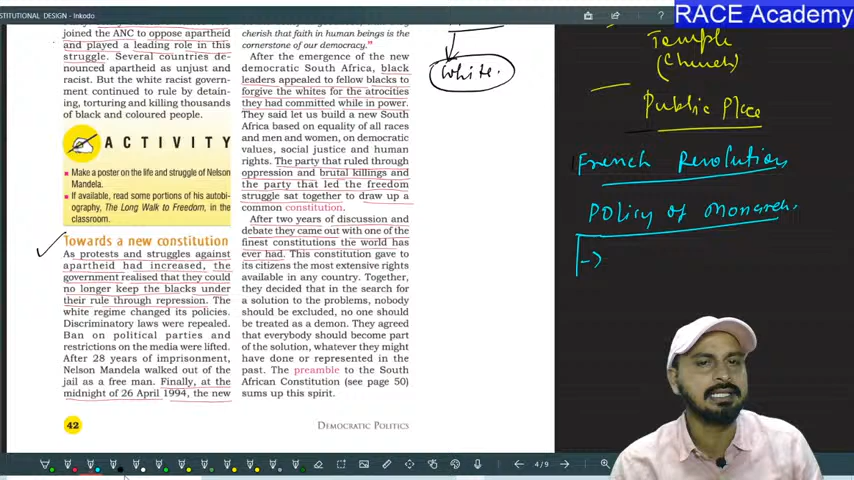 STITUTIONAL DESIGN - Inkodo
RACE Academy
joined the ANC to oppose apartheid
and played a leading role in this
struggle. Several countries de-
nounced apartheid as unjust and
racist. But the white racist govern-
ment continued to rule by detain-
ing, torturing and killing thousands
of black and coloured people.
ACTIVITY
Make a poster on the life and struggle of Nelson
Mandela.
If available, read some portions of his autobi-
ography, The Long Walk to Freedom, in the
classroom.
Towards a new constitution
As protests and struggles against
apartheid had increased, the
government realised that they could
no longer keep the blacks under
their rule through repression. The
white regime changed its policies.
Discriminatory laws were repealed.
Ban on political parties and
restrictions on the media were lifted.
After 28 years of imprisonment,
Nelson Mandela walked out of the
jail as a free man. Finally, at the
midnight of 26 April 1994, the new
cherish that faith in human beings is the
cornerstone of our democracy."
After the emergence of the new
democratic South Africa, black
leaders appealed to fellow blacks to
forgive the whites for the atrocities
they had committed while in power.
They said let us build a new South
Africa based on equality of all races
and men and women, on democratic
values, social justice and human
rights. The party that ruled through
oppression and brutal killings and
the party that led the freedom
struggle sat together to draw up a
common constitution.
After two years of discussion and
debate they came out with one of the
finest constitutions the world has
ever had. This constitution gave to
its citizens the most extensive rights
available in any country. Together,
they decided that in the search for
a solution to the problems, nobody
should be excluded, no one should
be treated as a demon. They agreed
that everybody should become part
of the solution, whatever they might
have done or represented in the
past. The preamble to the South
African Constitution (see page 50)
sums up this spirit.
42
DEMOCRATIC POLITICS
White.
Temple
(Church)
Public Place
French Revolution
Policy of monarch.
4/9